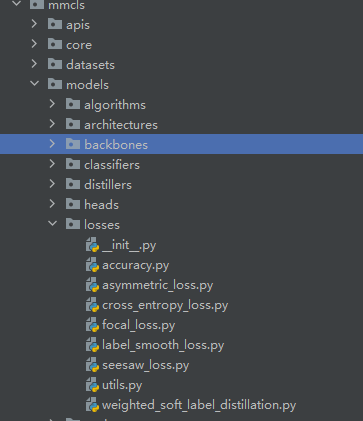 mmcls
apis
core
datasets
models
algorithms
architectures
backbones
classifiers
distillers
heads
losses
__init__.py
accuracy.py
asymmetric_loss.py
cross_entropy_loss.py
focal_loss.py
label_smooth_loss.py
seesaw_loss.py
utils.py
weighted_soft_label_distillation.py